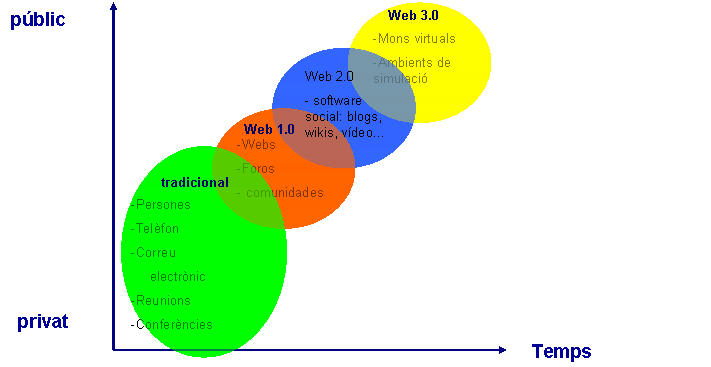 públic
Web 3.0
-Mons virtuals
-Ambients de
simulació
Web 2.0
- software
social: blogs,
wikis, vídeo...
Web 1.0
-Webs
-Foros
- comunidades
tradicional
-Persones
-Telèfon
-Correu
electrònic
-Reunions
-Conferències
privat
Temps